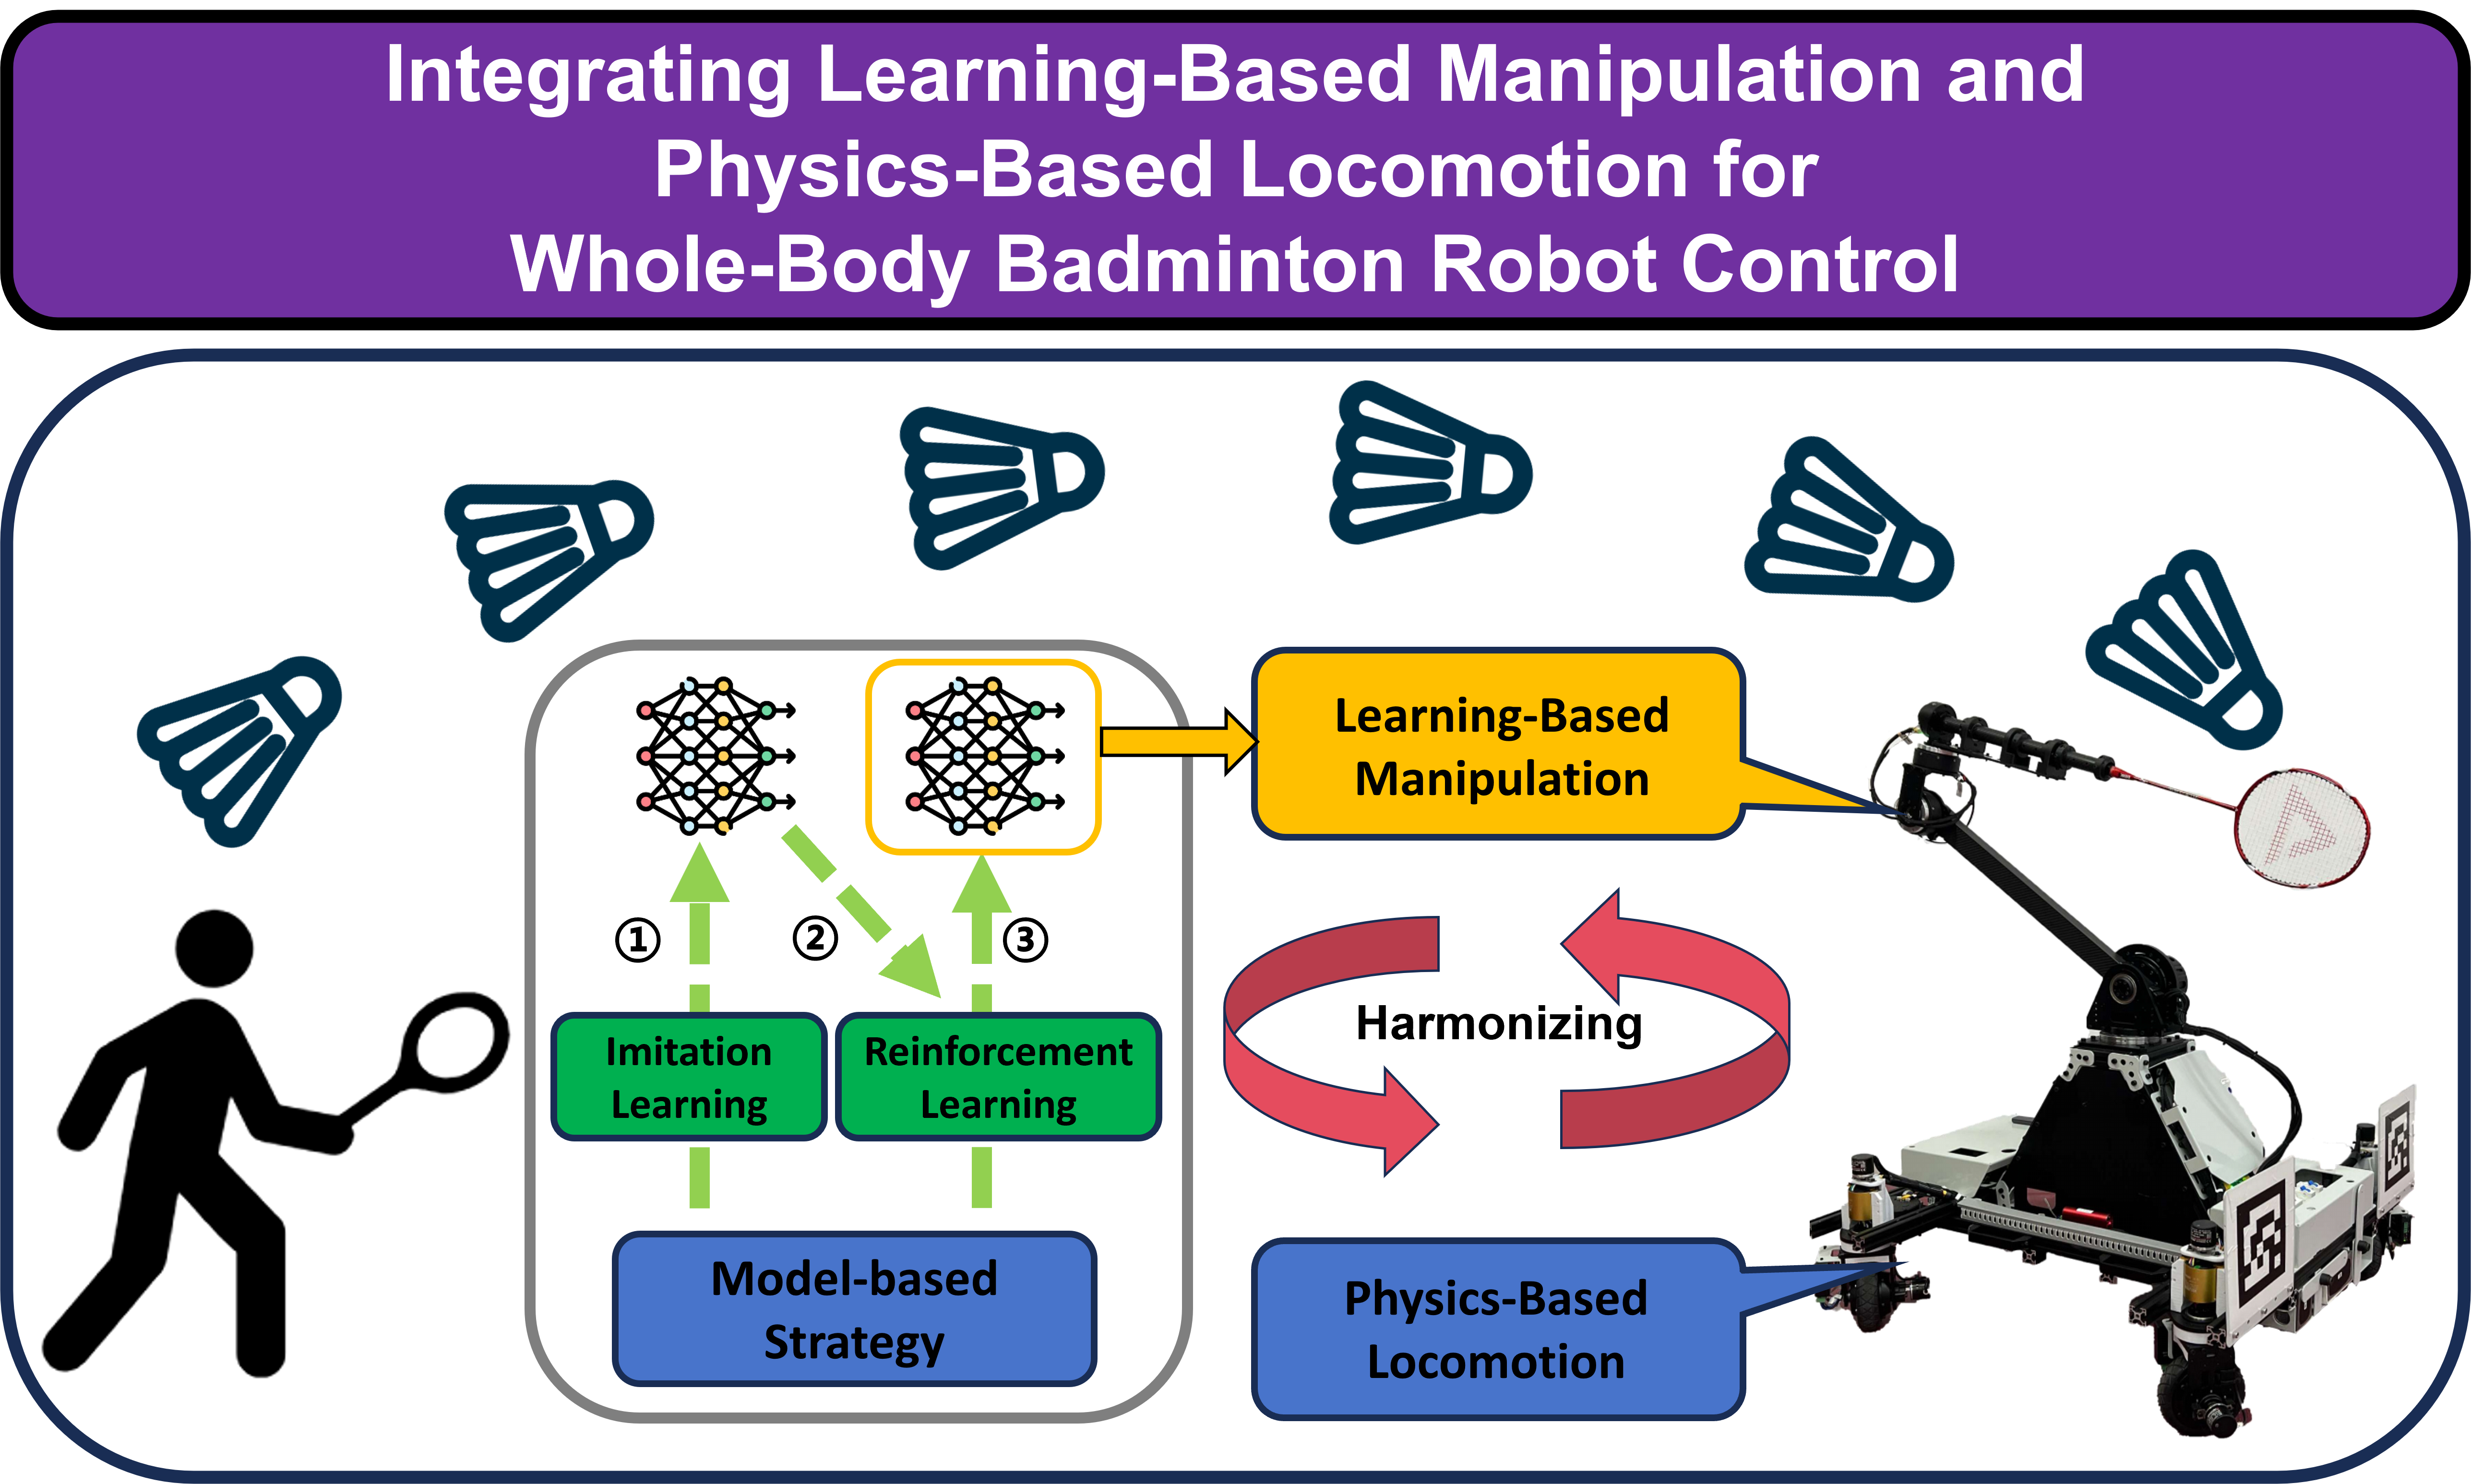 Integrating Learning-Based Manipulation and
Physics-Based Locomotion for
Whole-Body Badminton Robot Control
Learning-Based
Manipulation
①
②
③
Harmonizing
Imitation
Learning
Reinforcement
Learning
Model-based
Strategy
Physics-Based
Locomotion